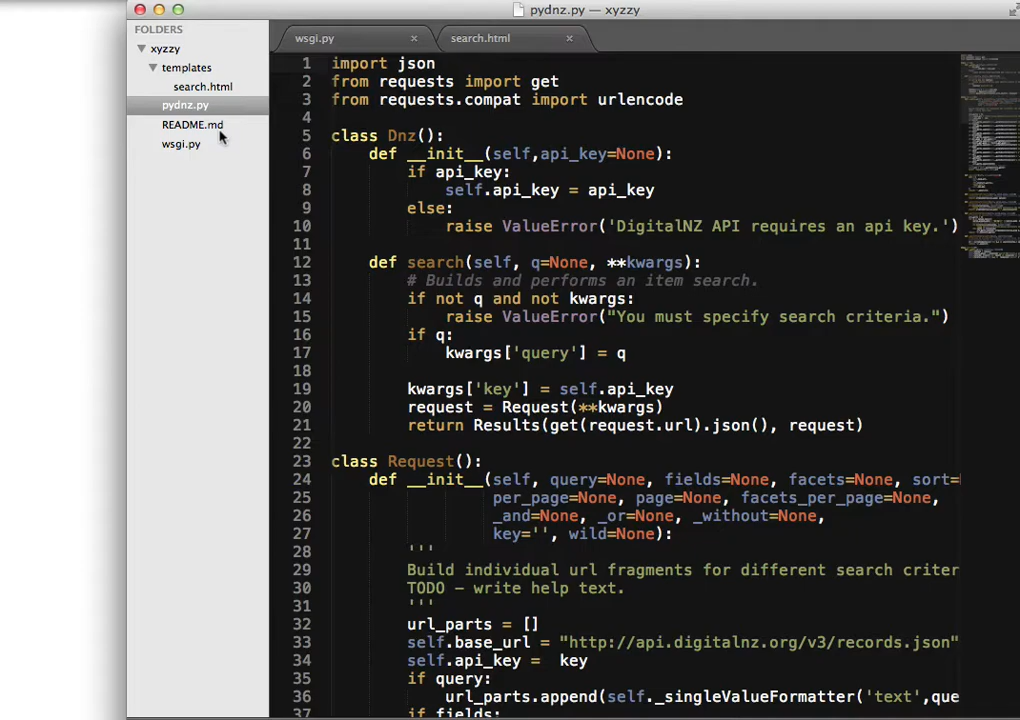 pydnz.py — xyzzy
FOLDERS
xyzzy
templates
search.html
pydnz.py
README.md
wsgi.py
wsgi.py × search.html ×
1 import json
2 from requests import get
3 from requests.compat import urlencode
4
5 class Dnz():
6 def __init__(self,api_key=None):
7 if api_key:
8 self.api_key = api_key
9 else:
10 raise ValueError('DigitalNZ API requires an api key.')
11
12 def search(self, q=None, **kwargs):
13 # Builds and performs an item search.
14 if not q and not kwargs:
15 raise ValueError("You must specify search criteria.")
16 if q:
17 kwargs['query'] = q
18
19 kwargs['key'] = self.api_key
20 request = Request(**kwargs)
21 return Results(get(request.url).json(), request)
22
23 class Request():
24 def __init__(self, query=None, fields=None, facets=None, sort=
25 per_page=None, page=None, facets_per_page=None,
26 _and=None, _or=None, _without=None,
27 key='', wild=None):
28 '''
29 Build individual url fragments for different search criter
30 TODO – write help text.
31 '''
32 url_parts = []
33 self.base_url = "http://api.digitalnz.org/v3/records.json"
34 self.api_key = key
35 if query:
36 url_parts.append(self._singleValueFormatter('text',que
37 if fields: